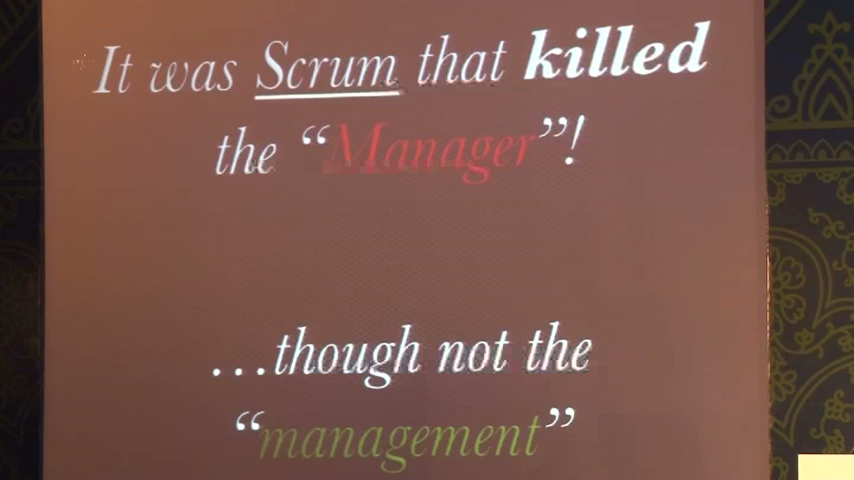 It was Scrum that killed
the “Manager”!
...though not the
“management”